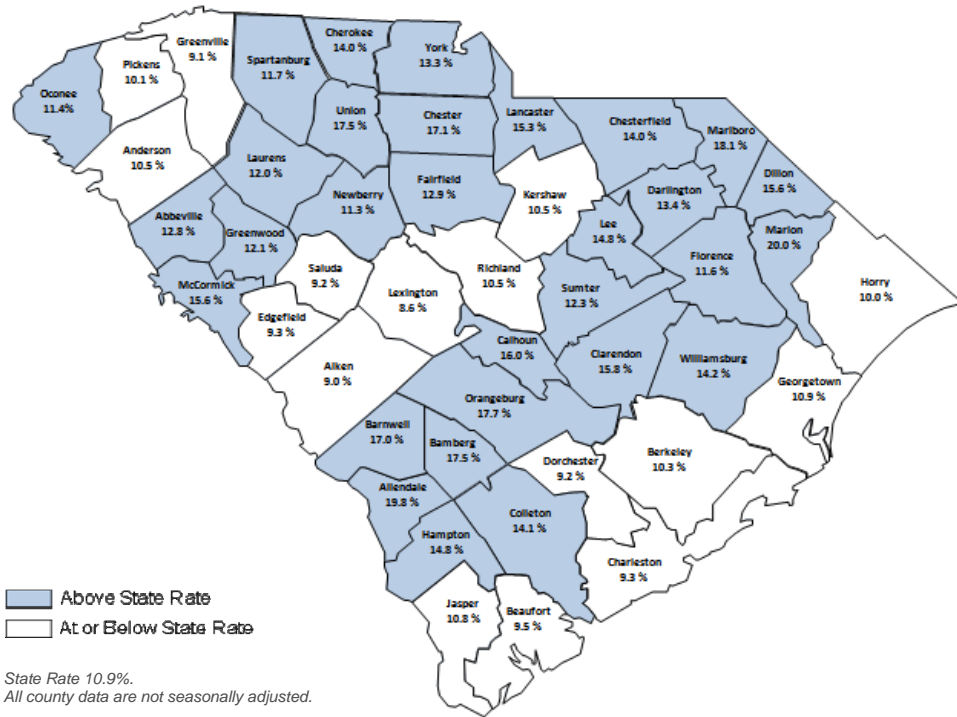 Greenville
9.1 %
Pickens
10.1 %
Oconee
11.4%
Spartanburg
11.7 %
Cherokee
14.0 %
York
13.3 %
Union
17.5 %
Chester
17.1 %
Lancaster
15.3 %
Chesterfield
14.0 %
Marlboro
18.1 %
Dillon
15.6 %
Anderson
10.5 %
Laurens
12.0 %
Newberry
11.3 %
Fairfield
12.9 %
Kershaw
10.5 %
Darlington
13.4 %
Lee
14.8 %
Marion
20.0 %
Abbeville
12.8 %
Greenwood
12.1 %
Saluda
9.2 %
Lexington
8.6 %
Richland
10.5 %
Sumter
12.3 %
Florence
11.6 %
Horry
10.0 %
McCormick
15.6 %
Edgefield
9.3 %
Aiken
9.0 %
Calhoun
16.0 %
Clarendon
15.8 %
Williamsburg
14.2 %
Georgetown
10.9 %
Orangeburg
17.7 %
Barnwell
17.0 %
Bamberg
17.5 %
Dorchester
9.2 %
Berkeley
10.3 %
Allendale
19.8 %
Colleton
14.1 %
Hampton
14.8 %
Charleston
9.3 %
Jasper
10.8 %
Beaufort
9.5 %
Above State Rate
At or Below State Rate
State Rate 10.9%.
All county data are not seasonally adjusted.